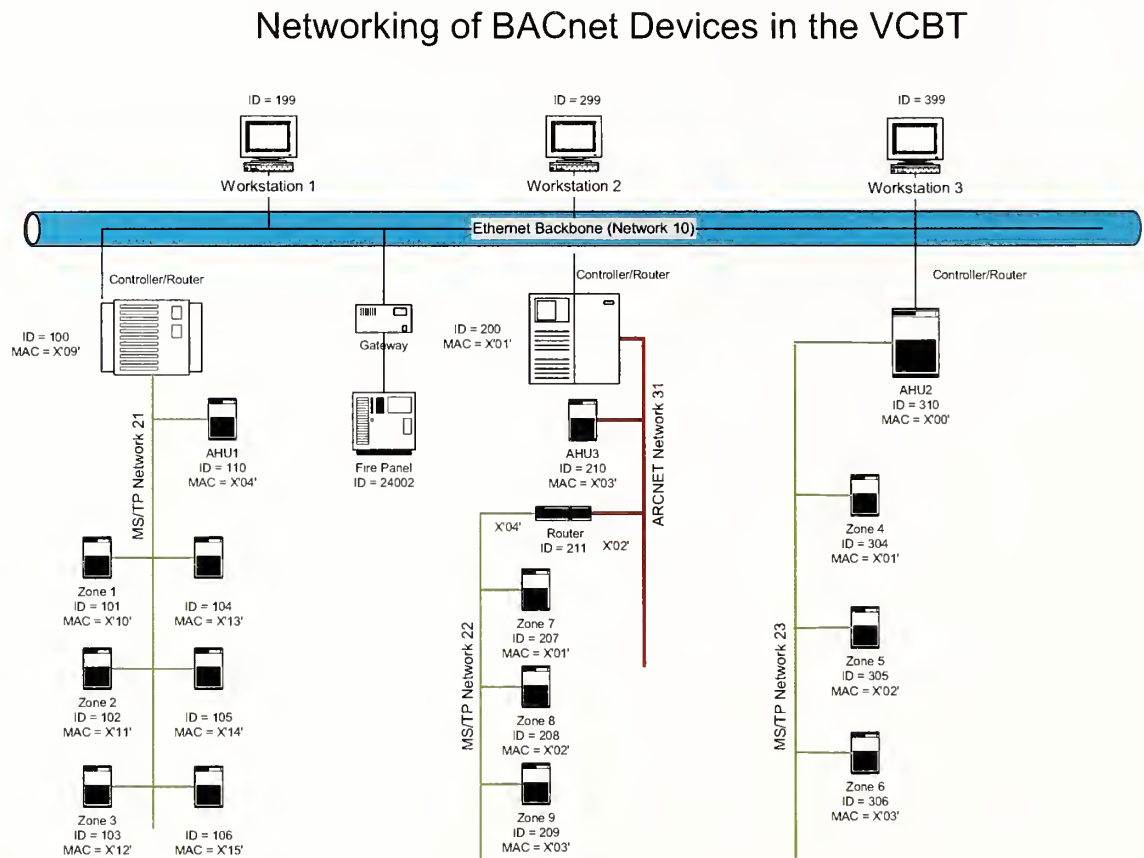 Networking of BACnet Devices in the VCBT
ID = 199
ID = 299
ID = 399
Workstation 1
Workstation 2
Workstation 3
Ethernet Backbone (Network 10)
Controller/Router
Controller/Router
Controller/Router
ID = 100
MAC = X'09'
Gateway
ID = 200
MAC = X'01'
AHU2
ID = 310
MAC = X'00'
MS/TP Network 21
AHU1
ID = 110
MAC = X'04'
Fire Panel
ID = 24002
AHU3
ID = 210
MAC = X'03'
ARCNET Network 31
X'04'
Router
ID = 211
X'02'
Zone 4
ID = 304
MAC = X'01'
Zone 1
ID = 101
MAC = X'10'
ID = 104
MAC = X'13'
MS/TP Network 22
Zone 7
ID = 207
MAC = X'01'
MS/TP Network 23
Zone 5
ID = 305
MAC = X'02'
Zone 2
ID = 102
MAC = X'11'
ID = 105
MAC = X'14'
Zone 8
ID = 208
MAC = X'02'
Zone 6
ID = 306
MAC = X'03'
Zone 3
ID = 103
MAC = X'12'
ID = 106
MAC = X'15'
Zone 9
ID = 209
MAC = X'03'